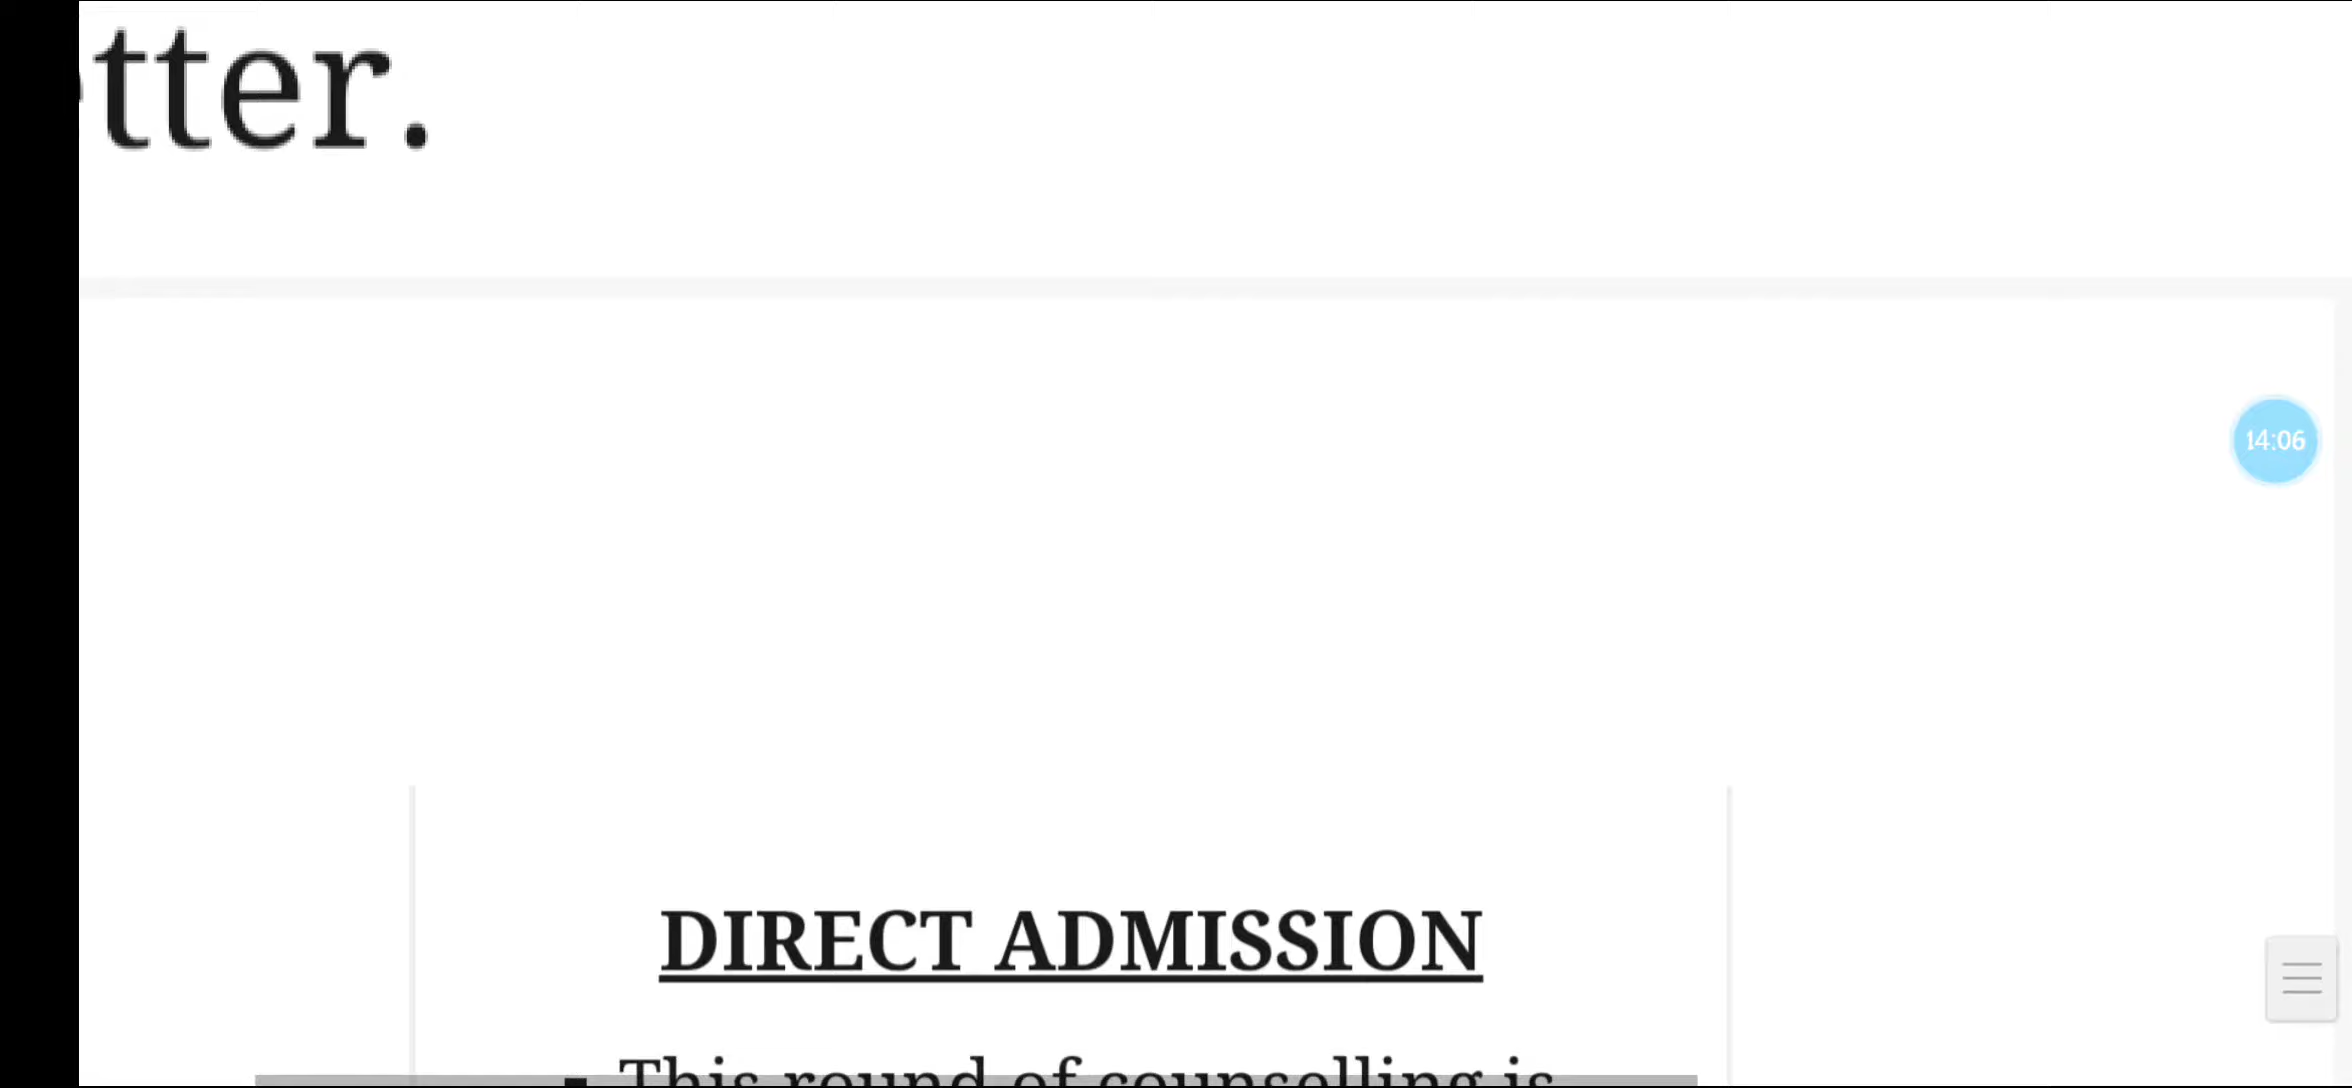 tter.
14:06
DIRECT ADMISSION
This round of counselling is